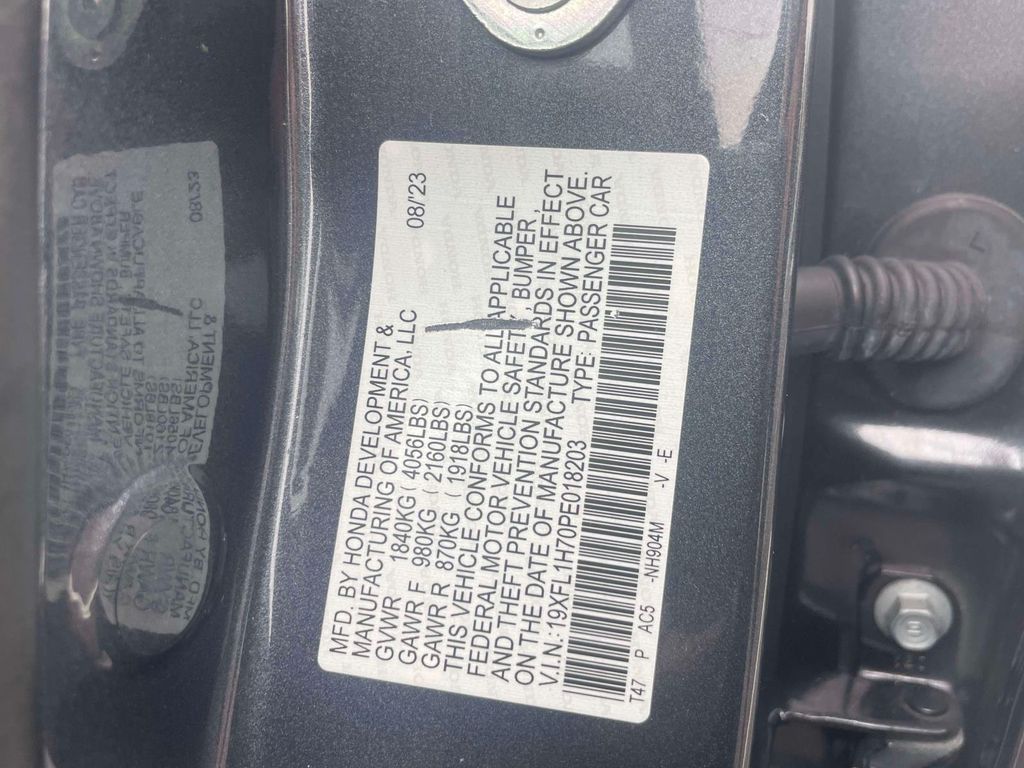 MFD. BY HONDA DEVELOPMENT &
MANUFACTURING OF AMERICA, LLC 08/'23
GVWR 1840KG ( 4056LBS)
GAWR F 980KG ( 2160LBS)
GAWR R 870KG ( 1918LBS)
THIS VEHICLE CONFORMS TO ALL APPLICABLE
FEDERAL MOTOR VEHICLE SAFETY, BUMPER,
AND THEFT PREVENTION STANDARDS IN EFFECT
ON THE DATE OF MANUFACTURE SHOWN ABOVE.
V.I.N.:19XFL1H70PE018203 TYPE: PASSENGER CAR
T47 P AC5 -NH904M -V -E